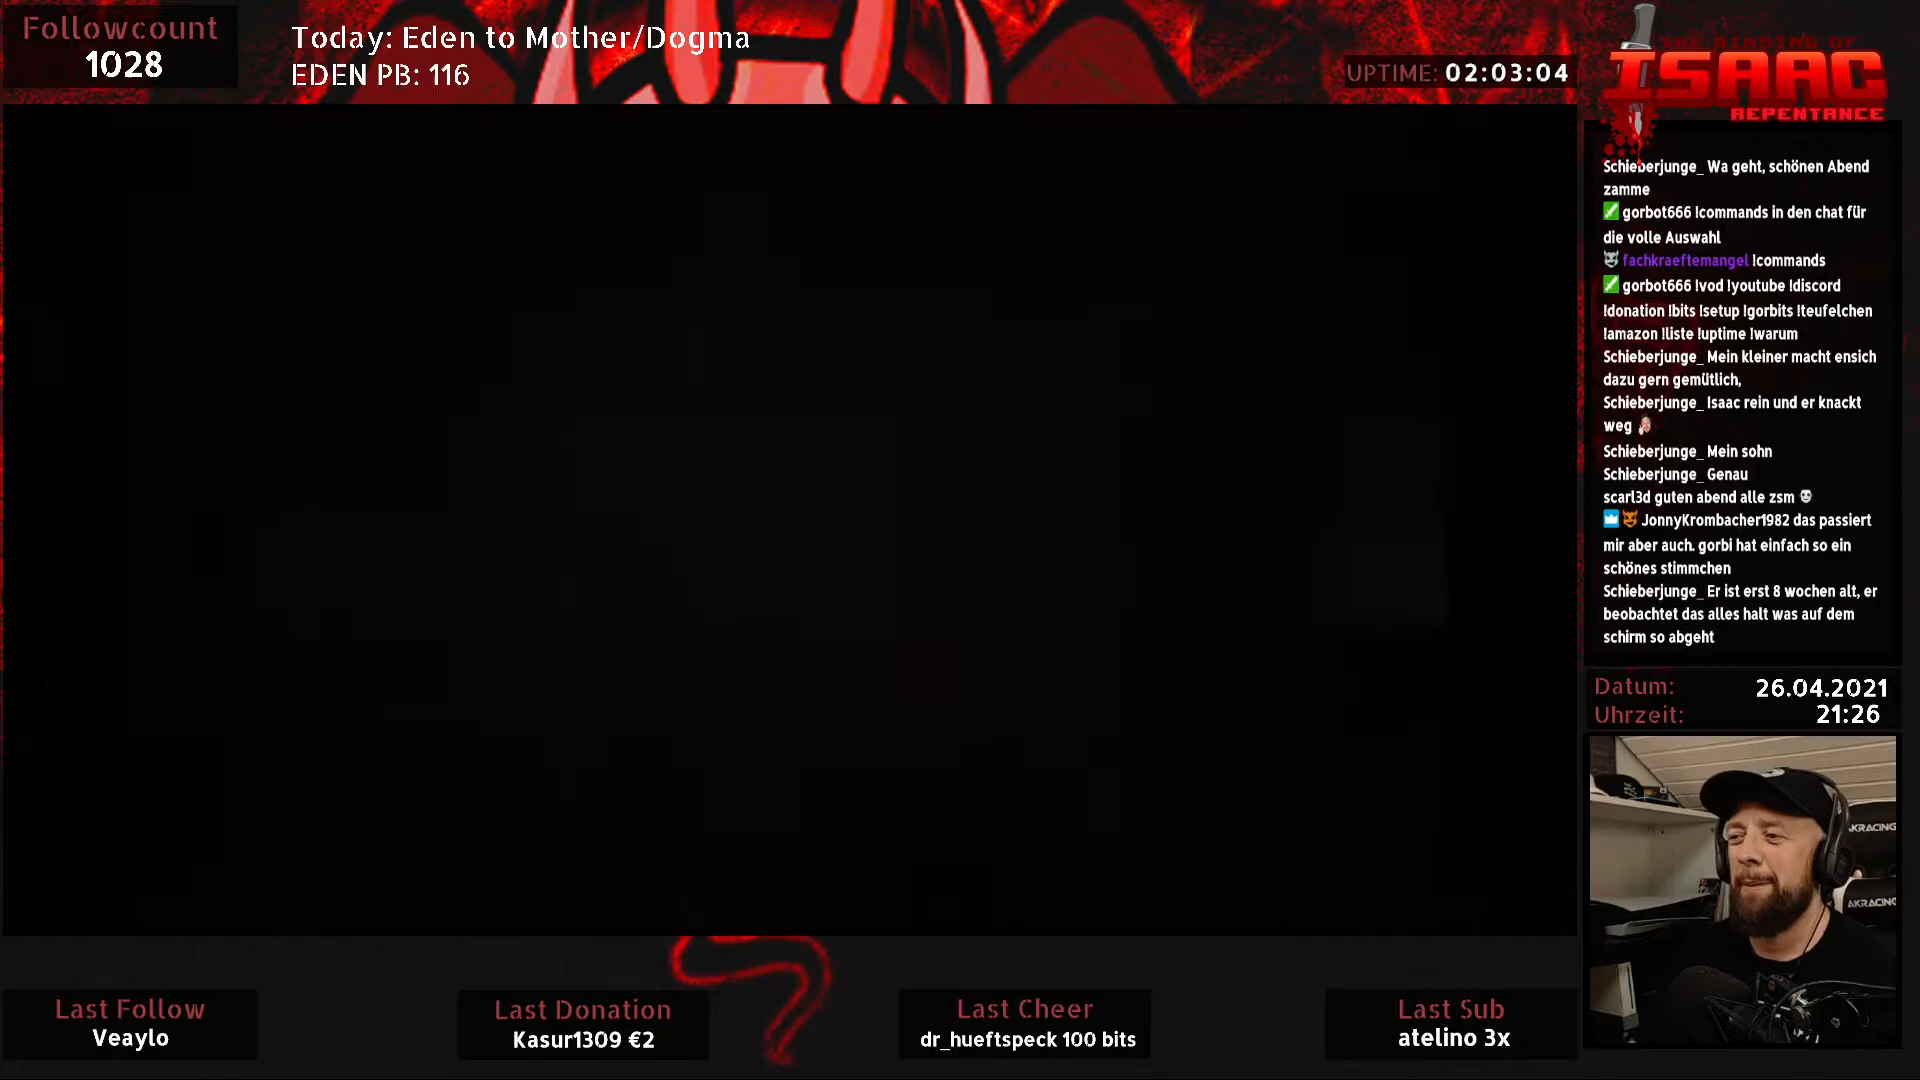 Followcount
1028
Today: Eden to Mother/Dogma
EDEN PB: 116
UPTIME: 02:03:04
THE BINDING OF
ISAAC
REPENTANCE
Schieberjunge_ Wa geht, schönen Abend
zamme
gorbot666 !commands in den chat für
die volle Auswahl
fachkraeftemangel !commands
gorbot666 !vod !youtube !discord
!donation !bits !setup !gorbits !teufelchen
!amazon !liste !uptime !warum
Schieberjunge_ Mein kleiner macht ensich
dazu gern gemütlich,
Schieberjunge_ Isaac rein und er knackt
weg
Schieberjunge_ Mein sohn
Schieberjunge_ Genau
scarl3d guten abend alle zsm
JonnyKrombacher1982 das passiert
mir aber auch. gorbi hat einfach so ein
schönes stimmchen
Schieberjunge_ Er ist erst 8 wochen alt, er
beobachtet das alles halt was auf dem
schirm so abgeht
Datum: 26.04.2021
Uhrzeit: 21:26
AKRACING
AKRACING
Last Follow
Veaylo
Last Donation
Kasur1309 €2
Last Cheer
dr_hueftspeck 100 bits
Last Sub
atelino 3x